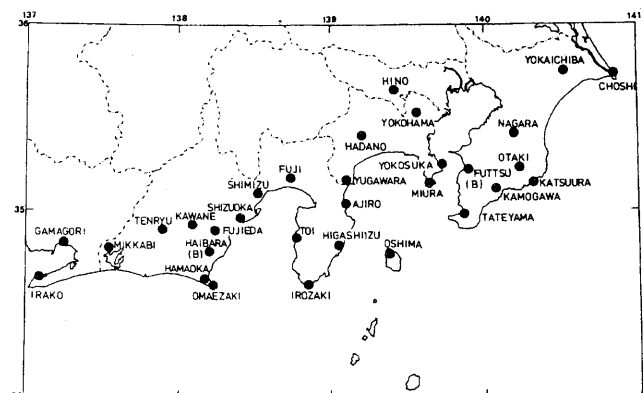 137
138
139
140
141
36
YOKAICHIBA
CHOSHI
HINO
YOKOHAMA
NAGARA
HADANO
OTAKI
YOKOSUKA
FUTTSU
(B)
KATSUURA
FUJI
YUGAWARA
MIURA
KAMOGAWA
SHIMIZU
AJIRO
TATEYAMA
35
SHIZUOKA
KAWANE
TENRYU
FUJIEDA
TOI
GAMAGORI
MIKKABI
HAIBARA
(B)
HIGASHIIZU
OSHIMA
HAMAOKA
IRAKO
OMAEZAKI
IROZAKI